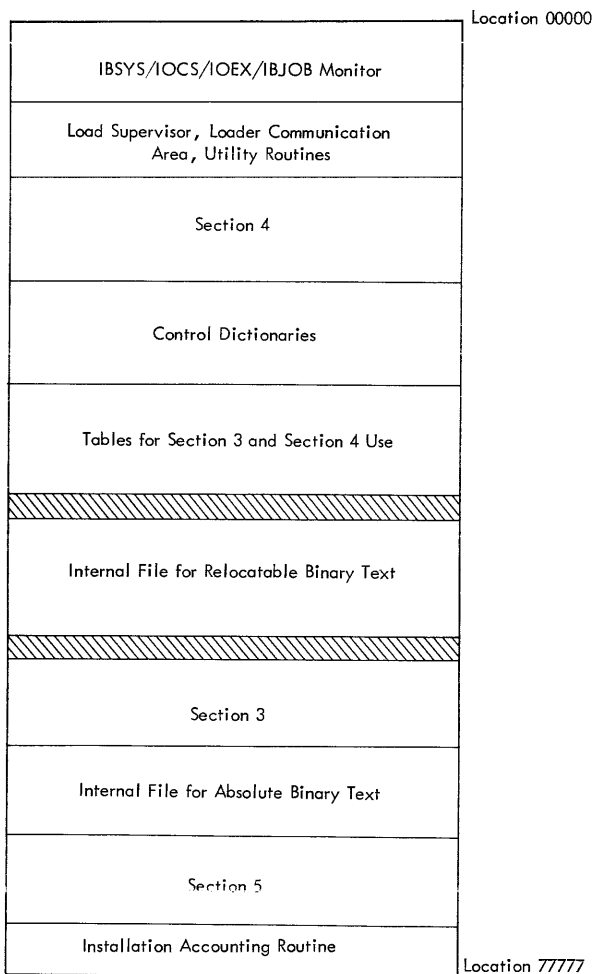 Location 00000
IBSYS/IOCS/IOEX/IBJOB Monitor
Load Supervisor, Loader Communication
Area, Utility Routines
Section 4
Control Dictionaries
Tables for Section 3 and Section 4 Use
Internal File for Relocatable Binary Text
Section 3
Internal File for Absolute Binary Text
Section 5
Installation Accounting Routine
Location 77777